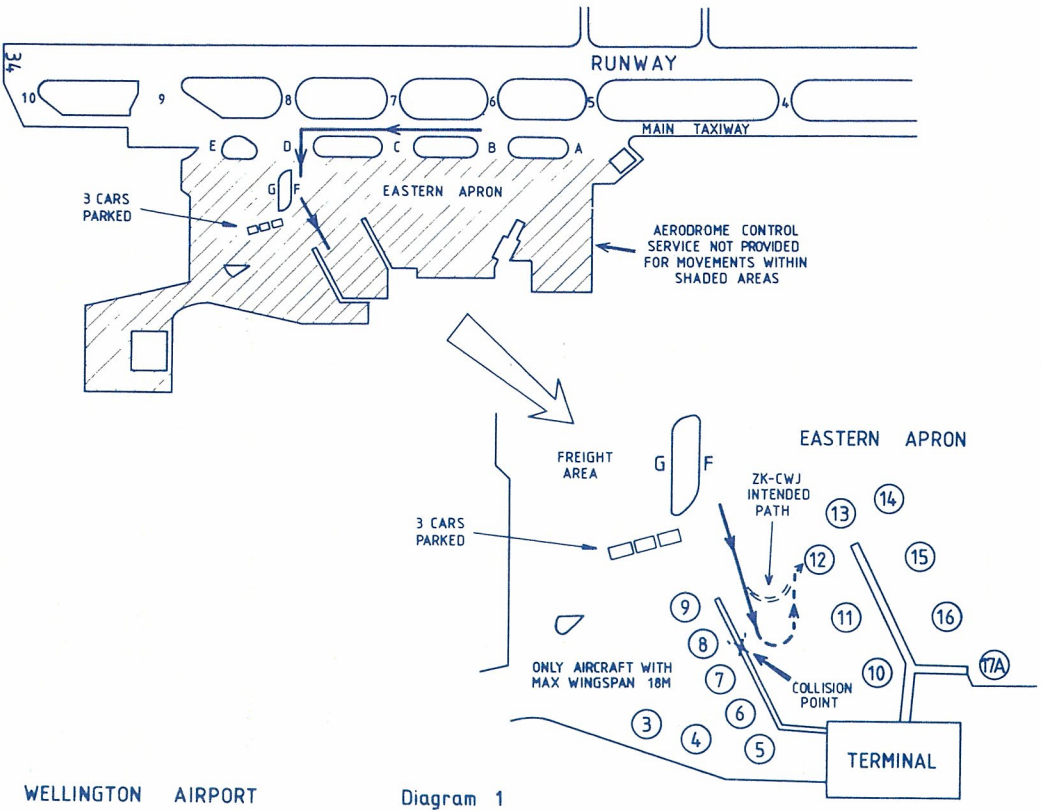 34
RUNWAY
10
9
8
7
6
5
4
MAIN TAXIWAY
E
D
C
B
A
3 CARS
PARKED
G
F
EASTERN APRON
AERODROME CONTROL
SERVICE NOT PROVIDED
FOR MOVEMENTS WITHIN
SHADED AREAS
EASTERN APRON
FREIGHT
AREA
G
F
ZK-CWJ
INTENDED
PATH
3 CARS
PARKED
14
13
12
15
9
11
16
8
ONLY AIRCRAFT WITH
MAX WINGSPAN 18M
7
10
17A
COLLISION
POINT
6
3
4
5
TERMINAL
WELLINGTON AIRPORT
Diagram 1